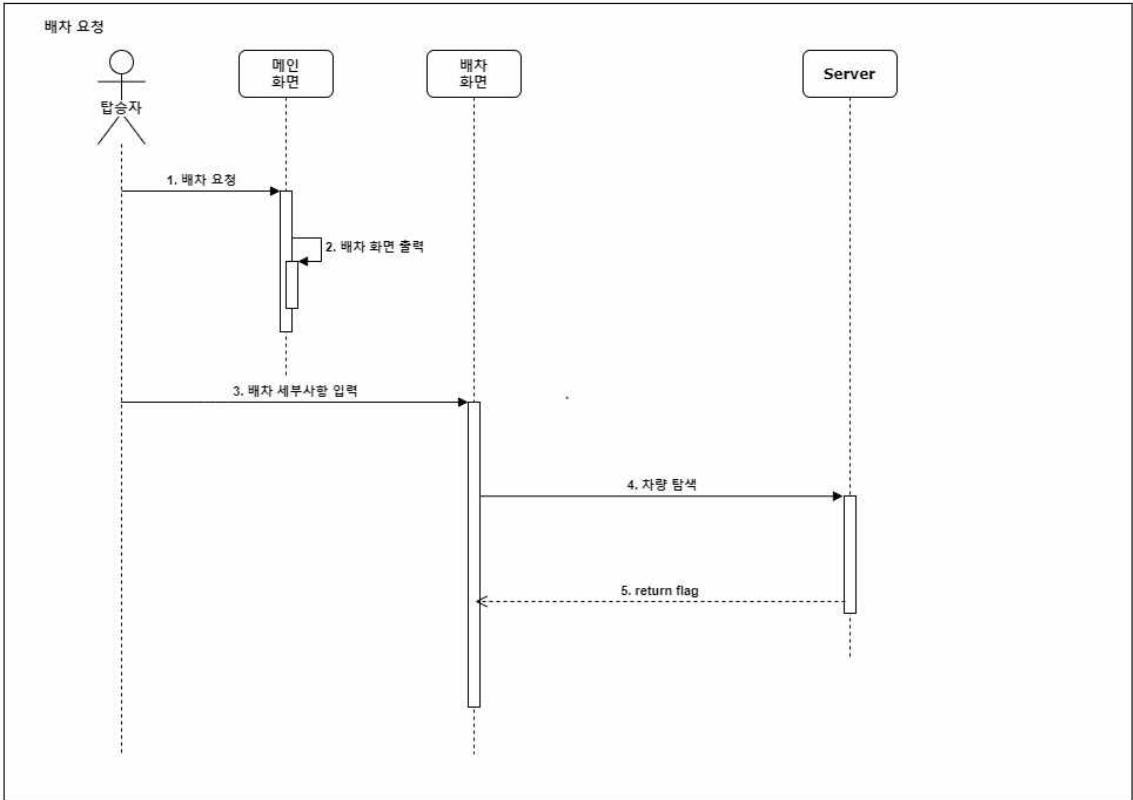 배차 요청
탑승자
메인
화면
배차
화면
Server
1. 배차 요청
2. 배차 화면 출력
3. 배차 세부사항 입력
4. 차량 탐색
5. return flag